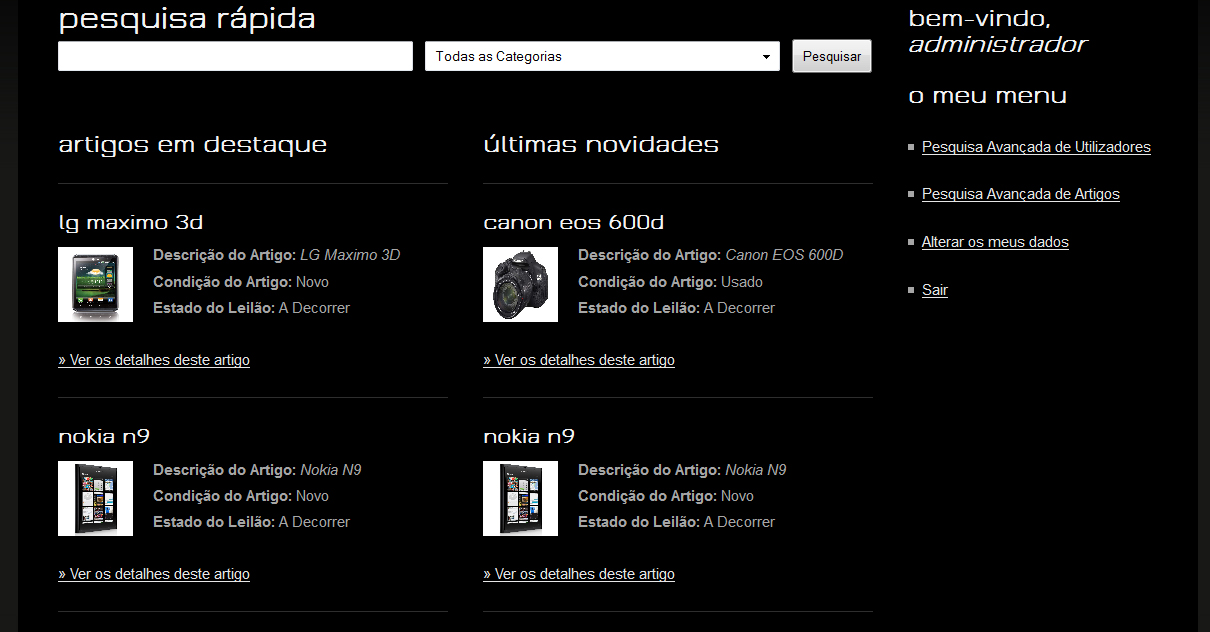 pesquisa rápida
Todas as Categorias
Pesquisar
artigos em destaque
lg maximo 3d
Descrição do Artigo: LG Maximo 3D
Condição do Artigo: Novo
Estado do Leilão: A Decorrer
» Ver os detalhes deste artigo
nokia n9
Descrição do Artigo: Nokia N9
Condição do Artigo: Novo
Estado do Leilão: A Decorrer
» Ver os detalhes deste artigo
últimas novidades
canon eos 600d
Descrição do Artigo: Canon EOS 600D
Condição do Artigo: Usado
Estado do Leilão: A Decorrer
» Ver os detalhes deste artigo
nokia n9
Descrição do Artigo: Nokia N9
Condição do Artigo: Novo
Estado do Leilão: A Decorrer
» Ver os detalhes deste artigo
bem-vindo,
administrador
o meu menu
Pesquisa Avançada de Utilizadores
Pesquisa Avançada de Artigos
Alterar os meus dados
Sair